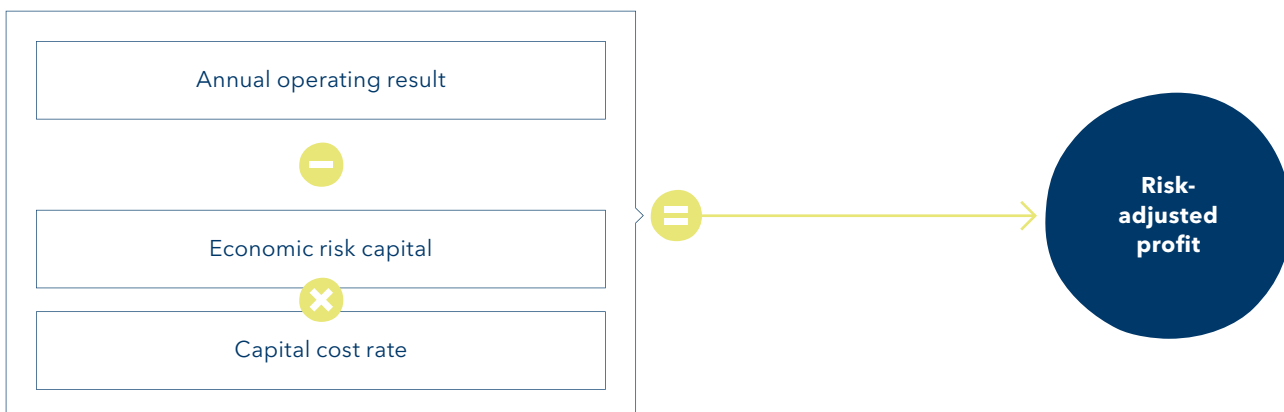 Annual operating result
Economic risk capital
Capital cost rate
Risk-
adjusted
profit